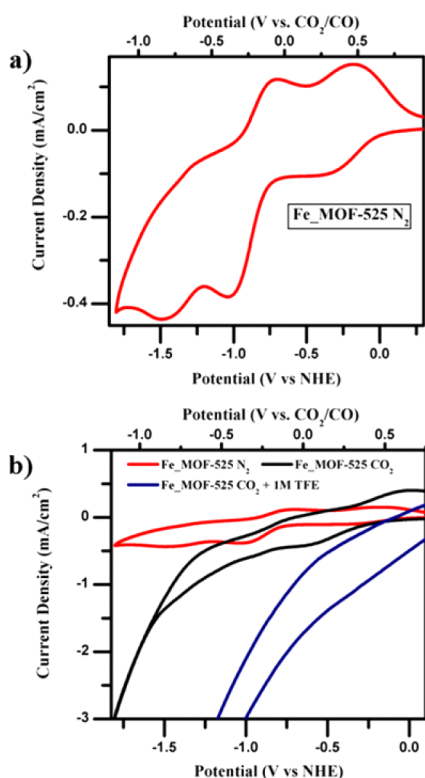 Potential (V vs. CO₂/CO)
-1.0 -0.5 0.0 0.5
a)
Current Density (mA/cm²)
0.0
-0.2
-0.4
Fe_MOF-525 N₂
-1.5 -1.0 -0.5 0.0
Potential (V vs NHE)
Potential (V vs. CO₂/CO)
-1.0 -0.5 0.0 0.5
b)
Current Density (mA/cm²)
1
0
-1
-2
-3
Fe_MOF-525 N₂ Fe_MOF-525 CO₂
Fe_MOF-525 CO₂ + 1M TFE
-1.5 -1.0 -0.5 0.0
Potential (V vs NHE)